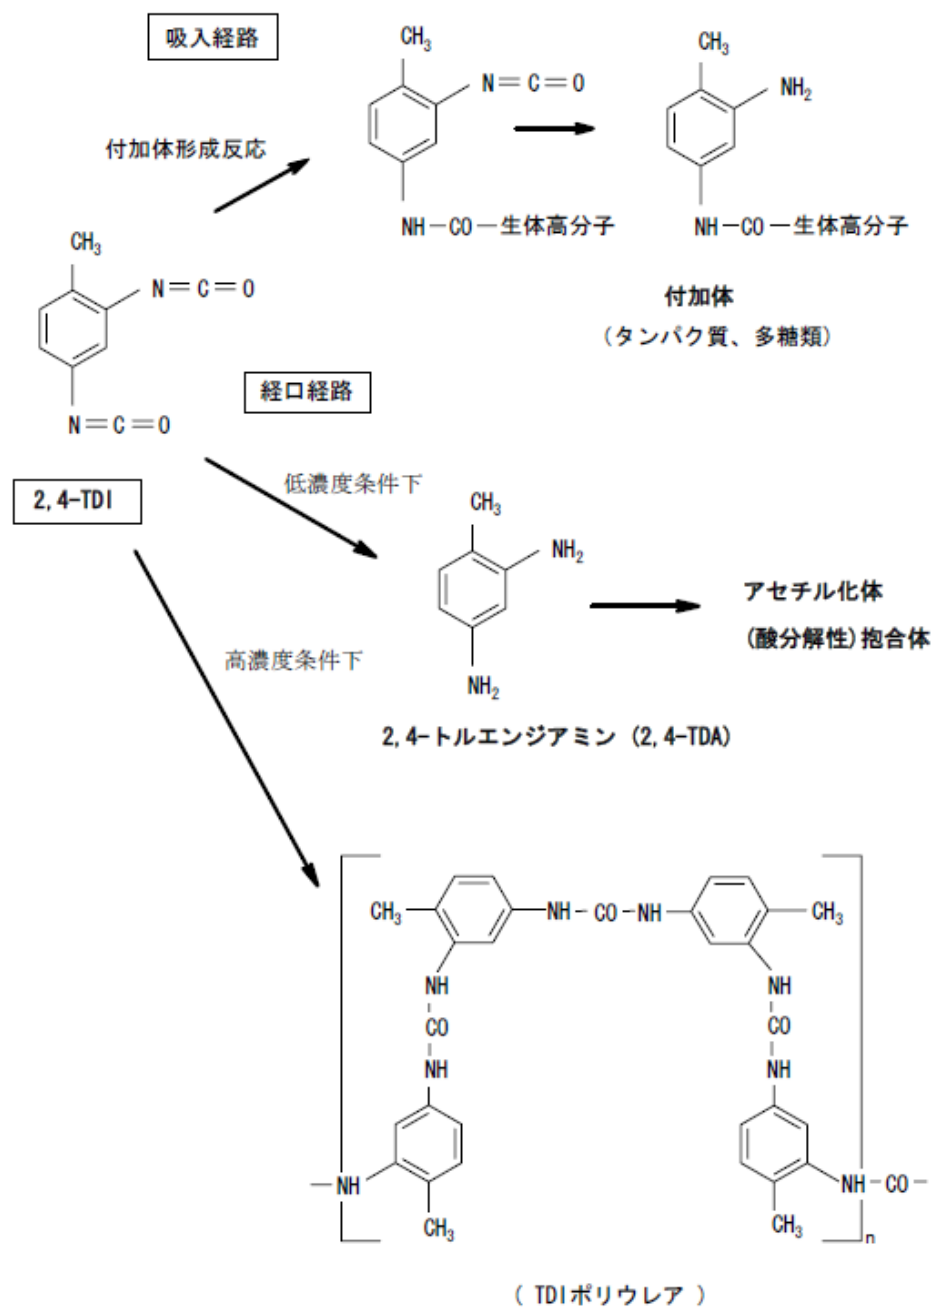 吸入経路
CH3
N=C=O
付加体形成反応
NH-CO-生体高分子
CH3
NH2
NH-CO-生体高分子
付加体
(タンパク質、多糖類)
CH3
N=C=O
N=C=O
2,4-TDI
経口経路
低濃度条件下
CH3
NH2
NH2
2,4-トルエンジアミン (2,4-TDA)
アセチル化体
(酸分解性)抱合体
高濃度条件下
CH3
NH-CO-NH
CH3
NH
CO
NH
NH
CO
NH
-NH
CH3
CH3
NH-CO-
n
( TDIポリウレア )